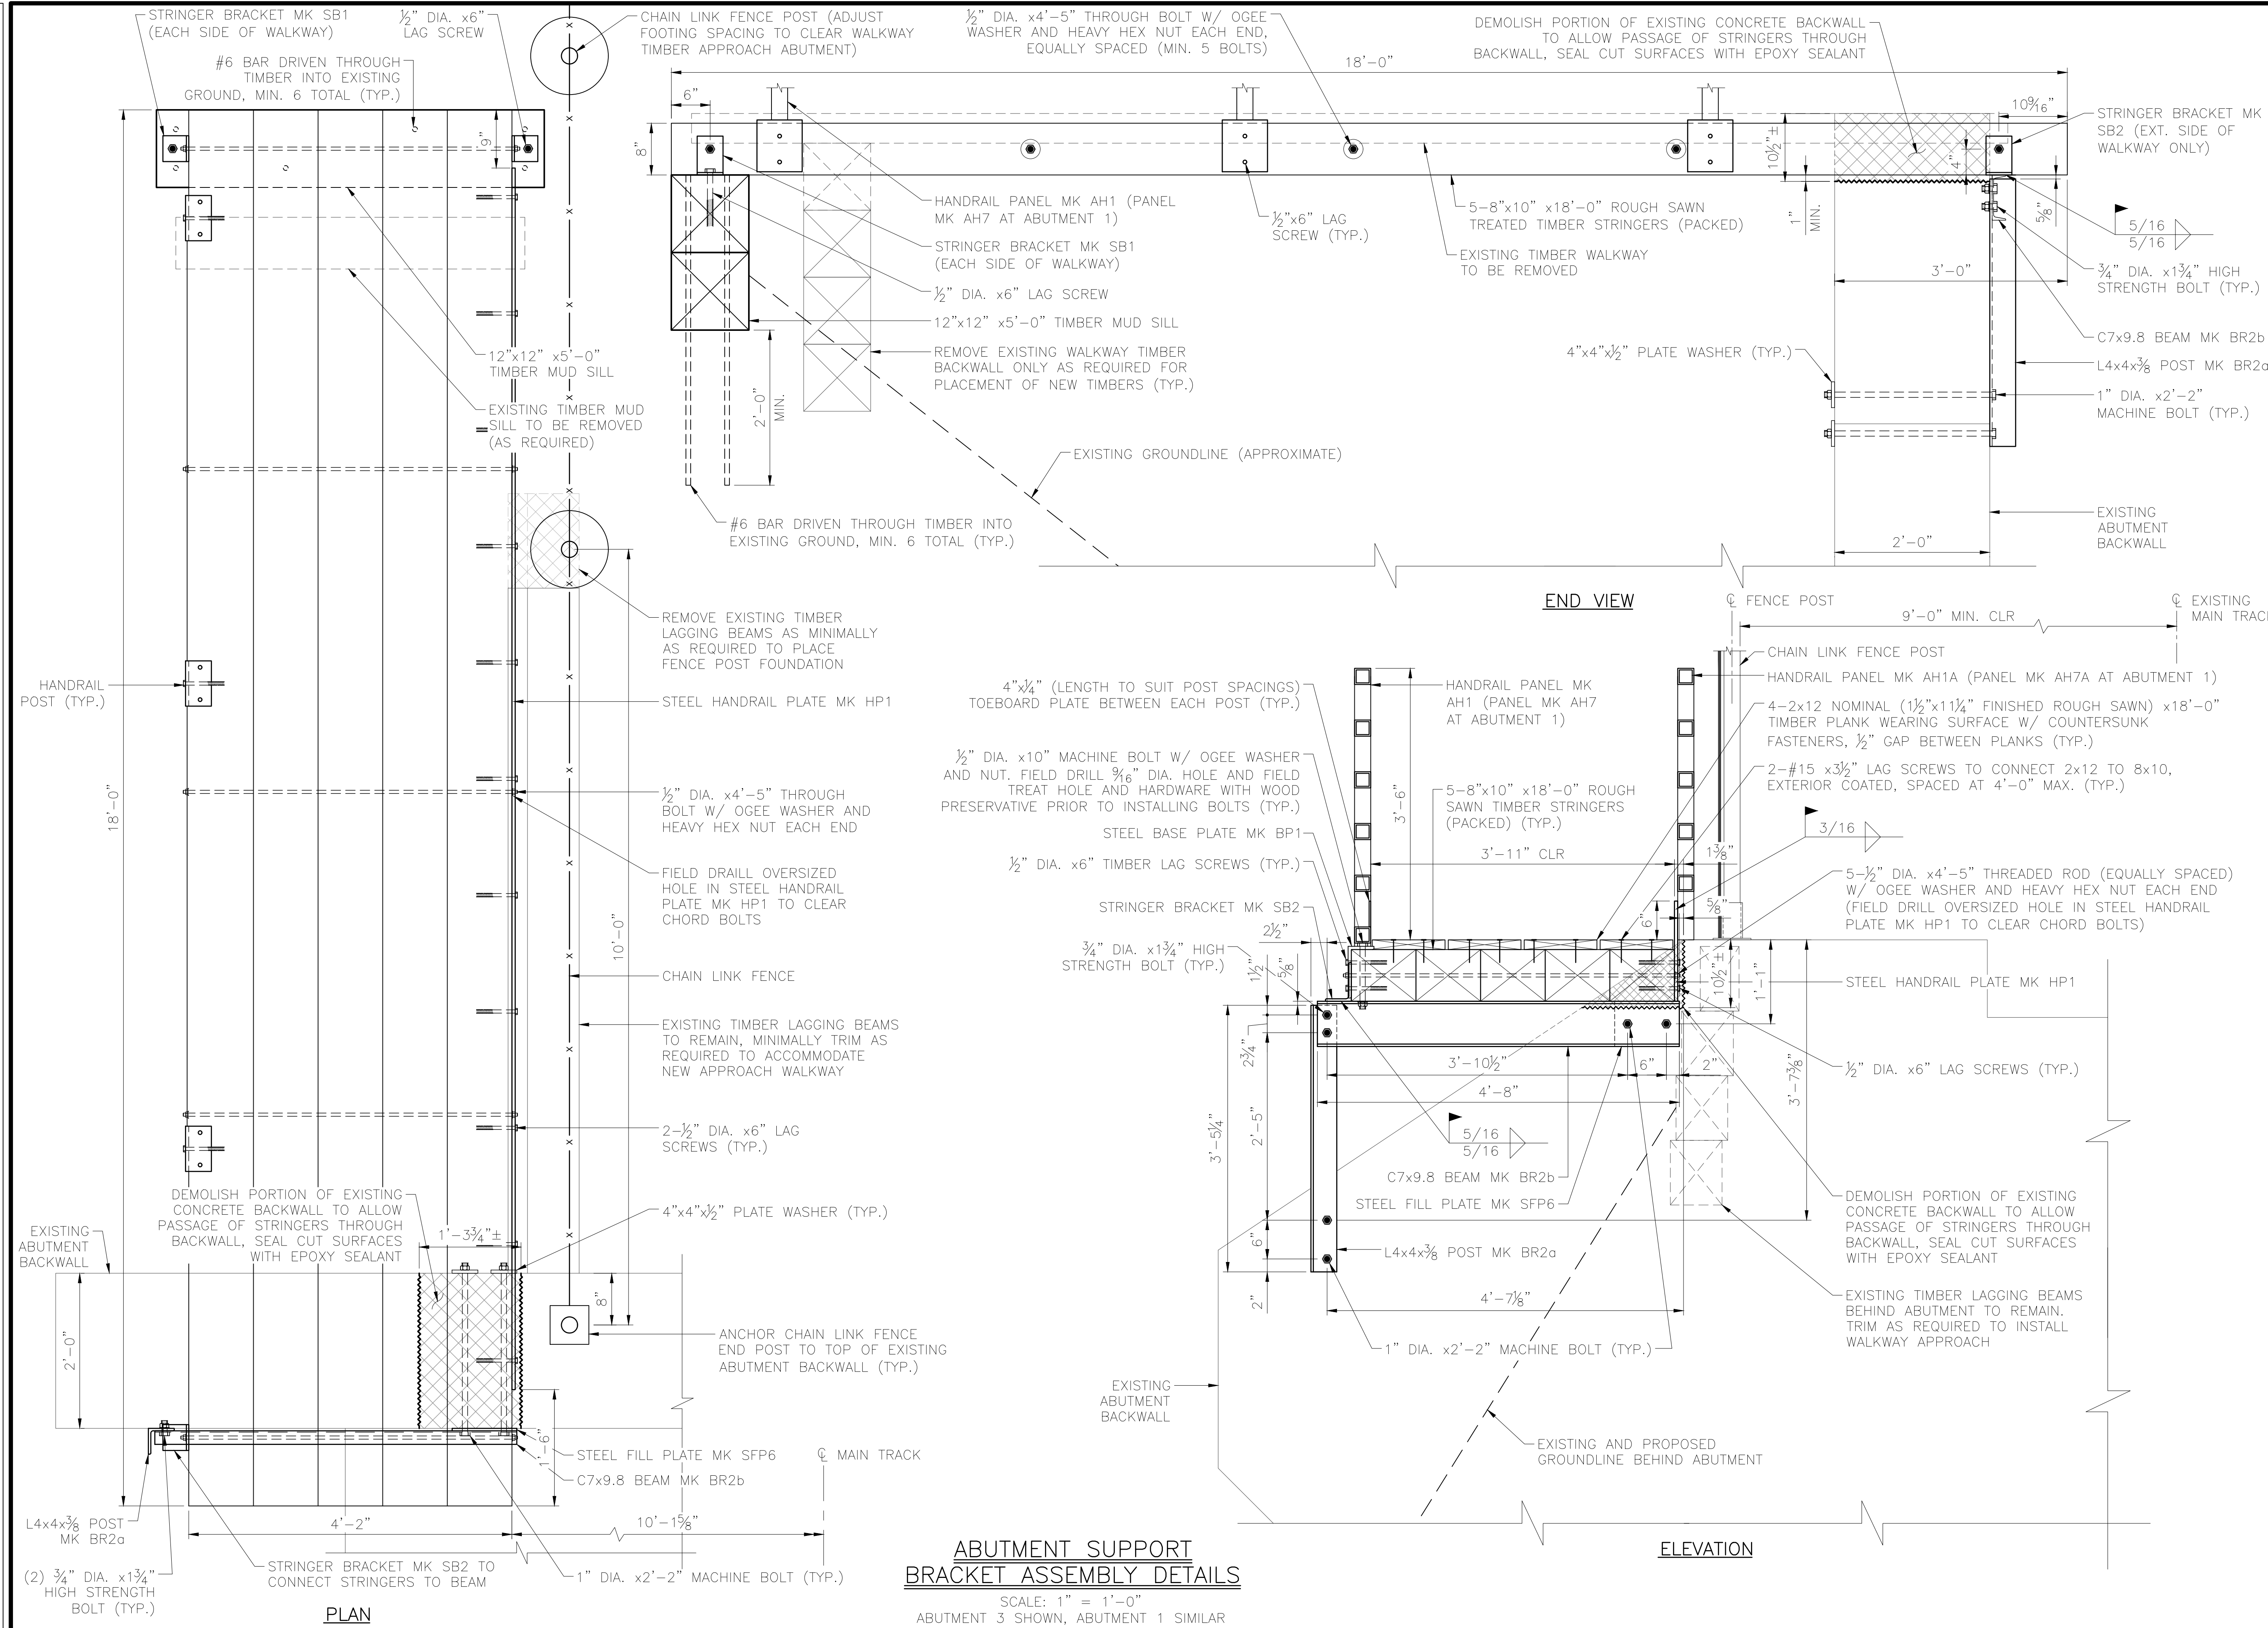 STRINGER BRACKET MK SB1
(EACH SIDE OF WALKWAY)
½" DIA. x6"
LAG SCREW
#6 BAR DRIVEN THROUGH
TIMBER INTO EXISTING
GROUND, MIN. 6 TOTAL (TYP.)
CHAIN LINK FENCE POST (ADJUST
FOOTING SPACING TO CLEAR WALKWAY
TIMBER APPROACH ABUTMENT)
9"
18'-0"
12"x12" x5'-0"
TIMBER MUD SILL
EXISTING TIMBER MUD
SILL TO BE REMOVED
(AS REQUIRED)
REMOVE EXISTING TIMBER
LAGGING BEAMS AS MINIMALLY
AS REQUIRED TO PLACE
FENCE POST FOUNDATION
HANDRAIL
POST (TYP.)
STEEL HANDRAIL PLATE MK HP1
½" DIA. x4'-5" THROUGH
BOLT W/ OGEE WASHER AND
HEAVY HEX NUT EACH END
FIELD DRAILL OVERSIZED
HOLE IN STEEL HANDRAIL
PLATE MK HP1 TO CLEAR
CHORD BOLTS
10'-0"
CHAIN LINK FENCE
EXISTING TIMBER LAGGING BEAMS
TO REMAIN, MINIMALLY TRIM AS
REQUIRED TO ACCOMMODATE
NEW APPROACH WALKWAY
2-½" DIA. x6" LAG
SCREWS (TYP.)
DEMOLISH PORTION OF EXISTING
CONCRETE BACKWALL TO ALLOW
PASSAGE OF STRINGERS THROUGH
BACKWALL, SEAL CUT SURFACES
WITH EPOXY SEALANT
1'-3¾"±
4"x4"x½" PLATE WASHER (TYP.)
EXISTING
ABUTMENT
BACKWALL
8"
2'-0"
ANCHOR CHAIN LINK FENCE
END POST TO TOP OF EXISTING
ABUTMENT BACKWALL (TYP.)
1'-6"
STEEL FILL PLATE MK SFP6
C7x9.8 BEAM MK BR2b
℄ MAIN TRACK
L4x4x⅜ POST
MK BR2a
4'-2"
10'-1⅝"
(2) ¾" DIA. x1¾"
HIGH STRENGTH
BOLT (TYP.)
STRINGER BRACKET MK SB2 TO
CONNECT STRINGERS TO BEAM
1" DIA. x2'-2" MACHINE BOLT (TYP.)
PLAN
½" DIA. x4'-5" THROUGH BOLT W/ OGEE
WASHER AND HEAVY HEX NUT EACH END,
EQUALLY SPACED (MIN. 5 BOLTS)
DEMOLISH PORTION OF EXISTING CONCRETE BACKWALL
TO ALLOW PASSAGE OF STRINGERS THROUGH
BACKWALL, SEAL CUT SURFACES WITH EPOXY SEALANT
18'-0"
6"
8"
10½"±
4"
10⁹⁄₁₆"
STRINGER BRACKET MK
SB2 (EXT. SIDE OF
WALKWAY ONLY)
HANDRAIL PANEL MK AH1 (PANEL
MK AH7 AT ABUTMENT 1)
STRINGER BRACKET MK SB1
(EACH SIDE OF WALKWAY)
½" DIA. x6" LAG SCREW
12"x12" x5'-0" TIMBER MUD SILL
REMOVE EXISTING WALKWAY TIMBER
BACKWALL ONLY AS REQUIRED FOR
PLACEMENT OF NEW TIMBERS (TYP.)
½"x6" LAG
SCREW (TYP.)
5-8"x10" x18'-0" ROUGH SAWN
TREATED TIMBER STRINGERS (PACKED)
EXISTING TIMBER WALKWAY
TO BE REMOVED
1"
MIN.
⅝"
5/16
5/16
3'-0"
¾" DIA. x1¾" HIGH
STRENGTH BOLT (TYP.)
C7x9.8 BEAM MK BR2b
L4x4x⅜ POST MK BR2a
4"x4"x½" PLATE WASHER (TYP.)
1" DIA. x2'-2"
MACHINE BOLT (TYP.)
2'-0"
MIN.
EXISTING GROUNDLINE (APPROXIMATE)
#6 BAR DRIVEN THROUGH TIMBER INTO
EXISTING GROUND, MIN. 6 TOTAL (TYP.)
EXISTING
ABUTMENT
BACKWALL
2'-0"
END VIEW
℄ FENCE POST
℄ EXISTING
MAIN TRACK
9'-0" MIN. CLR
CHAIN LINK FENCE POST
HANDRAIL PANEL MK AH1A (PANEL MK AH7A AT ABUTMENT 1)
4-2x12 NOMINAL (1½"x11¼" FINISHED ROUGH SAWN) x18'-0"
TIMBER PLANK WEARING SURFACE W/ COUNTERSUNK
FASTENERS, ½" GAP BETWEEN PLANKS (TYP.)
2-#15 x3½" LAG SCREWS TO CONNECT 2x12 TO 8x10,
EXTERIOR COATED, SPACED AT 4'-0" MAX. (TYP.)
3/16
5-½" DIA. x4'-5" THREADED ROD (EQUALLY SPACED)
W/ OGEE WASHER AND HEAVY HEX NUT EACH END
(FIELD DRILL OVERSIZED HOLE IN STEEL HANDRAIL
PLATE MK HP1 TO CLEAR CHORD BOLTS)
STEEL HANDRAIL PLATE MK HP1
½" DIA. x6" LAG SCREWS (TYP.)
4"x¼" (LENGTH TO SUIT POST SPACINGS)
TOEBOARD PLATE BETWEEN EACH POST (TYP.)
½" DIA. x10" MACHINE BOLT W/ OGEE WASHER
AND NUT. FIELD DRILL ⁹⁄₁₆" DIA. HOLE AND FIELD
TREAT HOLE AND HARDWARE WITH WOOD
PRESERVATIVE PRIOR TO INSTALLING BOLTS (TYP.)
STEEL BASE PLATE MK BP1
½" DIA. x6" TIMBER LAG SCREWS (TYP.)
STRINGER BRACKET MK SB2
¾" DIA. x1¾" HIGH
STRENGTH BOLT (TYP.)
HANDRAIL PANEL MK
AH1 (PANEL MK AH7
AT ABUTMENT 1)
5-8"x10" x18'-0" ROUGH
SAWN TIMBER STRINGERS
(PACKED) (TYP.)
3'-6"
3'-11" CLR
1⅜"
⅝"
6"
2½"
1½"
⅝"
10½"±
1'-1"
2¾"
3'-10½"
6"
2"
4'-8"
3'-7⅜"
3'-5¼"
2'-5"
5/16
5/16
C7x9.8 BEAM MK BR2b
STEEL FILL PLATE MK SFP6
6"
L4x4x⅜ POST MK BR2a
2"
4'-7⅛"
1" DIA. x2'-2" MACHINE BOLT (TYP.)
DEMOLISH PORTION OF EXISTING
CONCRETE BACKWALL TO ALLOW
PASSAGE OF STRINGERS THROUGH
BACKWALL, SEAL CUT SURFACES
WITH EPOXY SEALANT
EXISTING TIMBER LAGGING BEAMS
BEHIND ABUTMENT TO REMAIN.
TRIM AS REQUIRED TO INSTALL
WALKWAY APPROACH
EXISTING
ABUTMENT
BACKWALL
EXISTING AND PROPOSED
GROUNDLINE BEHIND ABUTMENT
ELEVATION
ABUTMENT SUPPORT
BRACKET ASSEMBLY DETAILS
SCALE: 1" = 1'-0"
ABUTMENT 3 SHOWN, ABUTMENT 1 SIMILAR